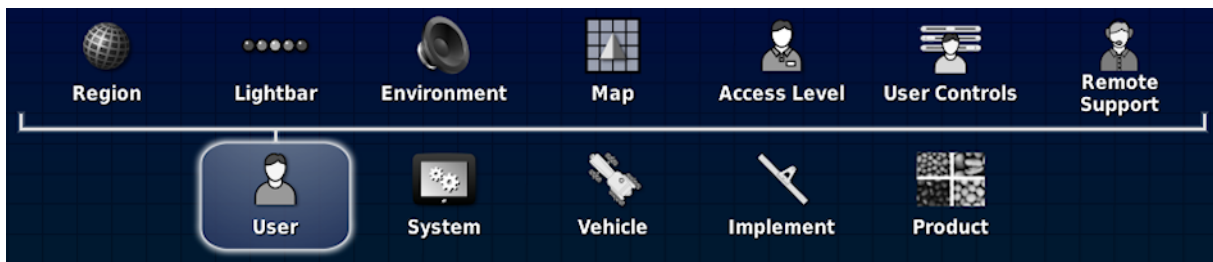 Region
Lightbar
Environment
Map
Access Level
User Controls
Remote
Support
User
System
Vehicle
Implement
Product